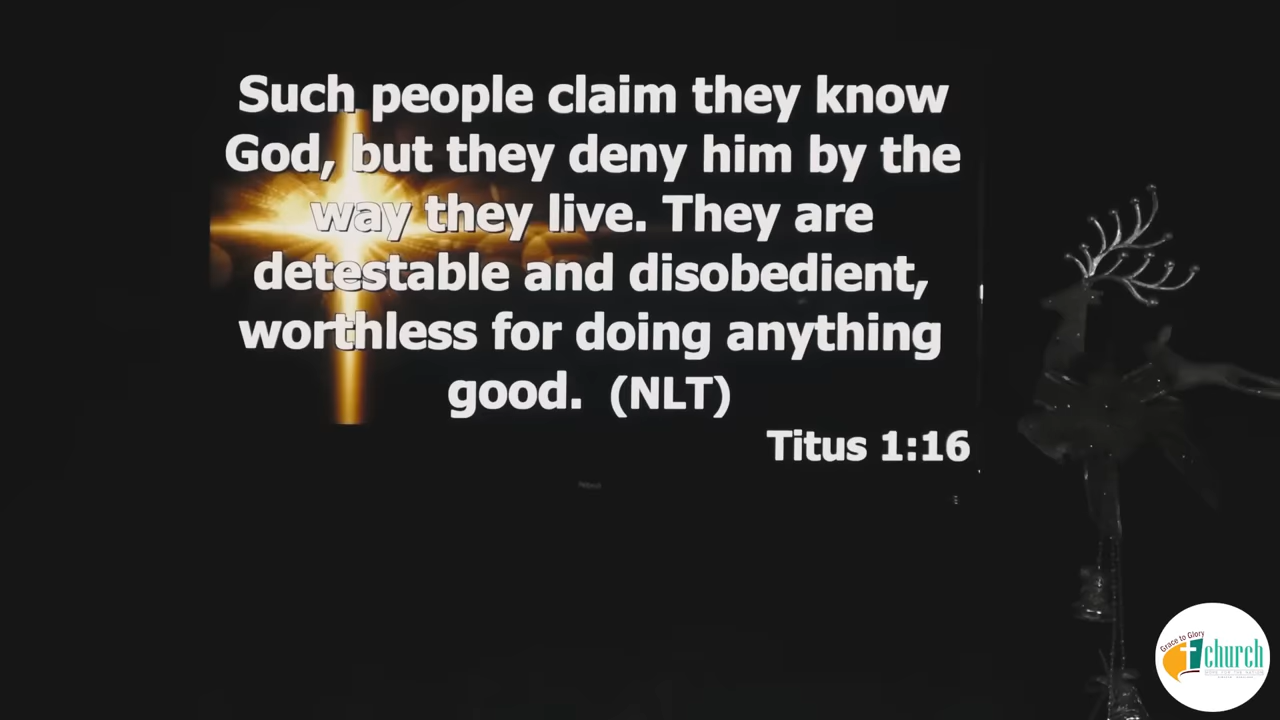 Such people claim they know
God, but they deny him by the
way they live. They are
detestable and disobedient,
worthless for doing anything
good. (NLT)
Titus 1:16
Grace to Glory
church